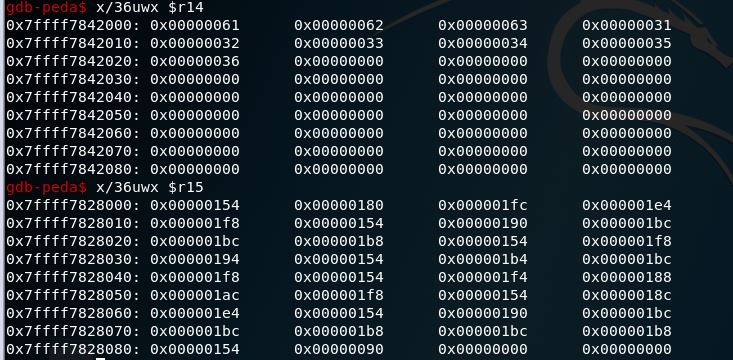 gdb-peda$ x/36uwx $r14
0x7ffff7842000: 0x00000061 0x00000062 0x00000063 0x00000031
0x7ffff7842010: 0x00000032 0x00000033 0x00000034 0x00000035
0x7ffff7842020: 0x00000036 0x00000000 0x00000000 0x00000000
0x7ffff7842030: 0x00000000 0x00000000 0x00000000 0x00000000
0x7ffff7842040: 0x00000000 0x00000000 0x00000000 0x00000000
0x7ffff7842050: 0x00000000 0x00000000 0x00000000 0x00000000
0x7ffff7842060: 0x00000000 0x00000000 0x00000000 0x00000000
0x7ffff7842070: 0x00000000 0x00000000 0x00000000 0x00000000
0x7ffff7842080: 0x00000000 0x00000000 0x00000000 0x00000000
gdb-peda$ x/36uwx $r15
0x7ffff7828000: 0x00000154 0x00000180 0x000001fc 0x000001e4
0x7ffff7828010: 0x000001f8 0x00000154 0x00000190 0x000001bc
0x7ffff7828020: 0x000001bc 0x000001b8 0x00000154 0x000001f8
0x7ffff7828030: 0x00000194 0x00000154 0x000001b4 0x000001bc
0x7ffff7828040: 0x000001f8 0x00000154 0x000001f4 0x00000188
0x7ffff7828050: 0x000001ac 0x000001f8 0x00000154 0x0000018c
0x7ffff7828060: 0x000001e4 0x00000154 0x00000190 0x000001bc
0x7ffff7828070: 0x000001bc 0x000001b8 0x000001bc 0x000001b8
0x7ffff7828080: 0x00000154 0x00000090 0x00000000 0x00000000